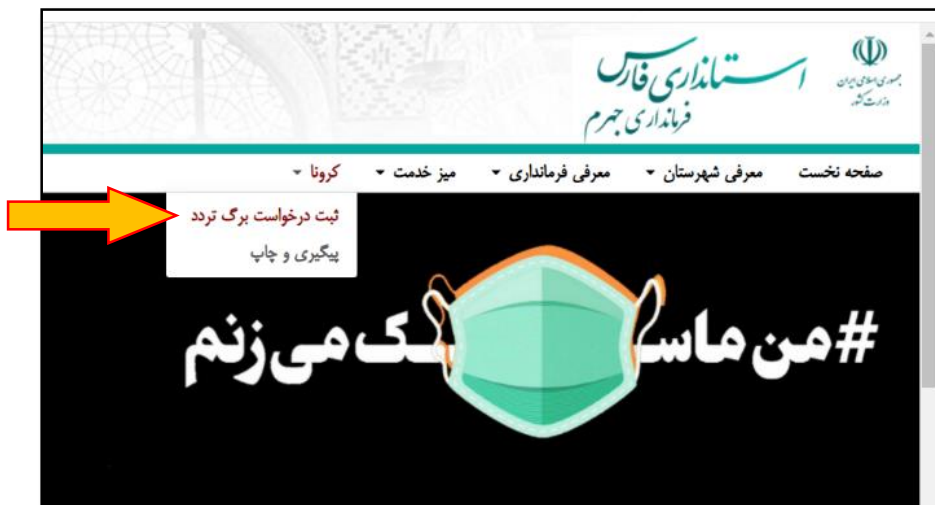 استانداری فارس
فرمانداری جهرم
جمهوری اسلامی ایران
وزارت کشور
صفحه نخست
معرفی شهرستان
معرفی فرمانداری
میز خدمت
کرونا
ثبت درخواست برگ تردد
پیگیری و چاپ
#من ماسک می‌زنم